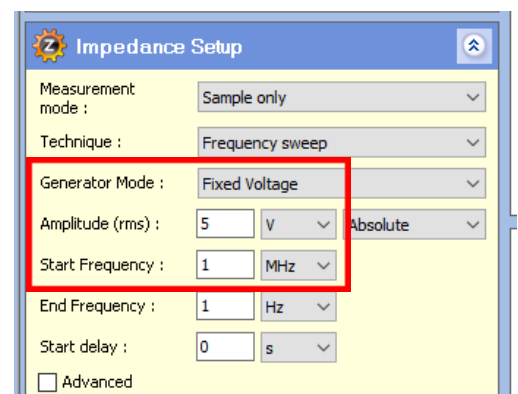 Impedance Setup
Measurement mode :
Sample only
Technique :
Frequency sweep
Generator Mode :
Fixed Voltage
Amplitude (rms) :
5
V
Absolute
Start Frequency :
1
MHz
End Frequency :
1
Hz
Start delay :
0
s
Advanced